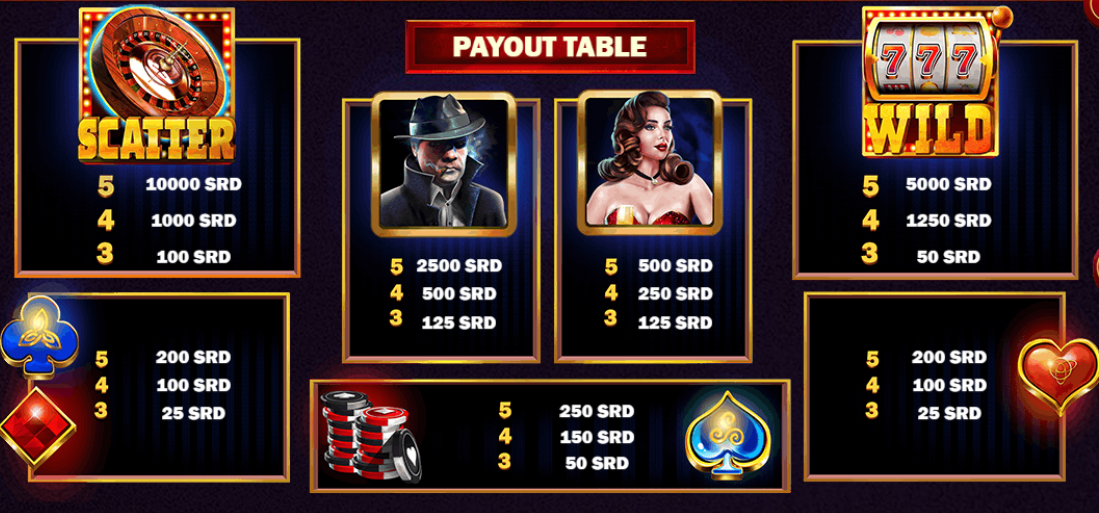 PAYOUT TABLE
SCATTER
5 10000 SRD
4 1000 SRD
3 100 SRD
5 2500 SRD
4 500 SRD
3 125 SRD
5 500 SRD
4 250 SRD
3 125 SRD
777
WILD
5 5000 SRD
4 1250 SRD
3 50 SRD
5 200 SRD
4 100 SRD
3 25 SRD
5 250 SRD
4 150 SRD
3 50 SRD
5 200 SRD
4 100 SRD
3 25 SRD